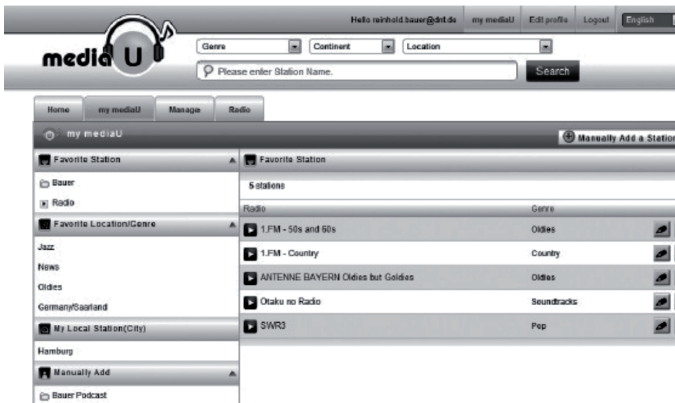 Hello reinhold.bauer@dnt.de my mediaU Edit profile Logout English
media U
Genre Continent Location
Please enter Station Name. Search
Home my mediaU Manager Radio
my mediaU
Manually Add a Station
Favorite Station
Bauer
Radio
Favorite Location/Genre
Jazz
News
Oldies
Germany/Saarland
My Local Station(City)
Hamburg
Manually Add
Bauer Podcast
Favorite Station
5 stations
Radio Genre
1.FM - 50s and 60s Oldies
1.FM - Country Country
ANTENNE BAYERN Oldies but Goldies Oldies
Otaku no Radio Soundtracks
SWR3 Pop